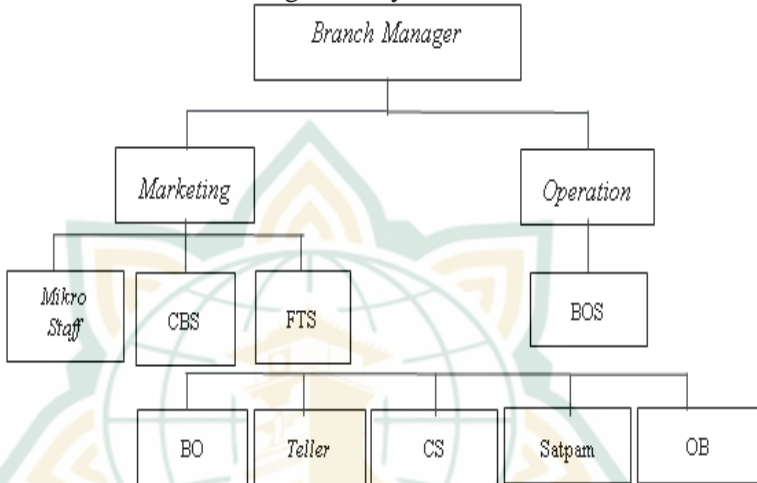 Branch Manager
Marketing
Operation
Mikro
Staff
CBS
FTS
BOS
BO
Teller
CS
Satpam
OB